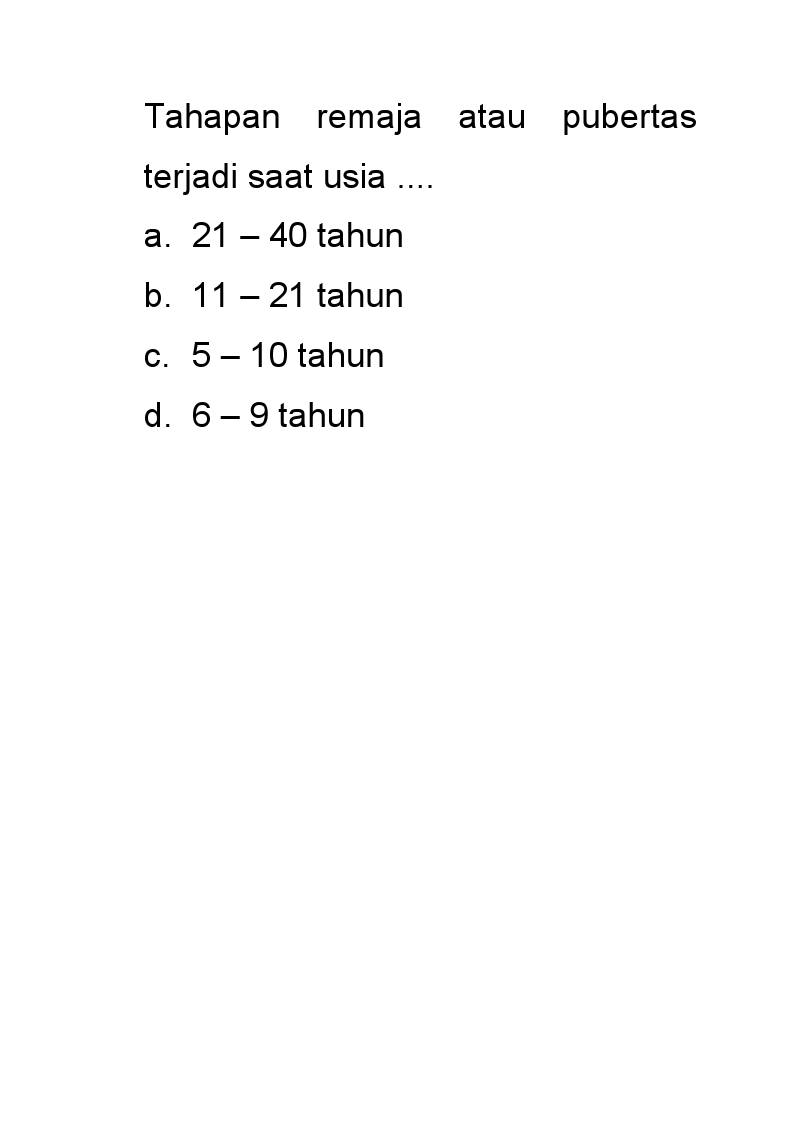 Tahapan remaja atau pubertas
terjadi saat usia ....
a. 21 – 40 tahun
b. 11 – 21 tahun
c. 5 – 10 tahun
d. 6 – 9 tahun